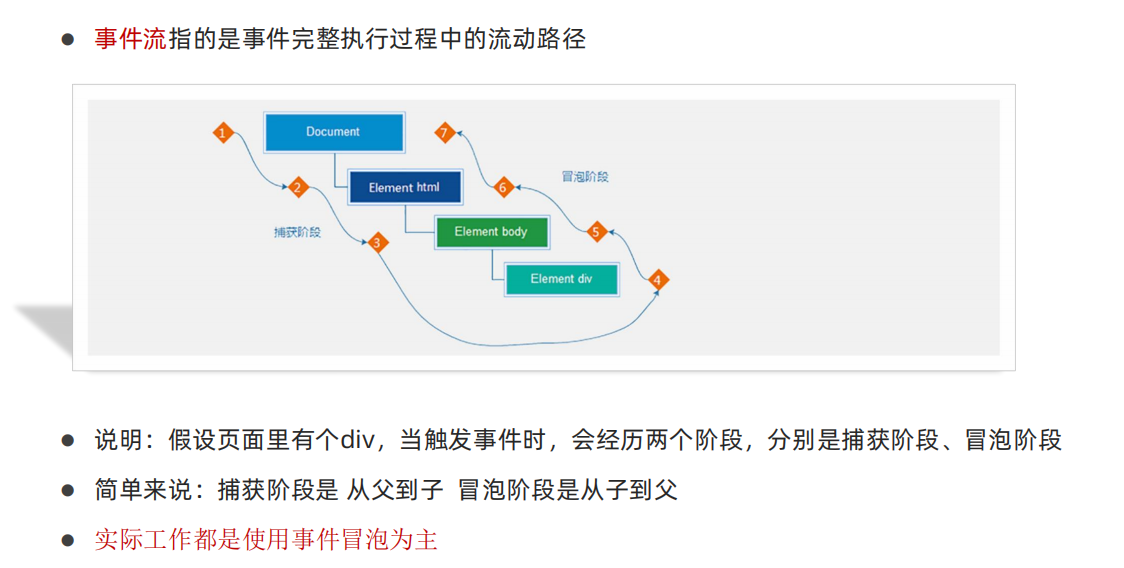 事件流指的是事件完整执行过程中的流动路径
1
Document
7
2
Element html
6
冒泡阶段
捕获阶段
3
Element body
5
Element div
4
说明：假设页面里有个div，当触发事件时，会经历两个阶段，分别是捕获阶段、冒泡阶段
简单来说：捕获阶段是 从父到子 冒泡阶段是从子到父
实际工作都是使用事件冒泡为主